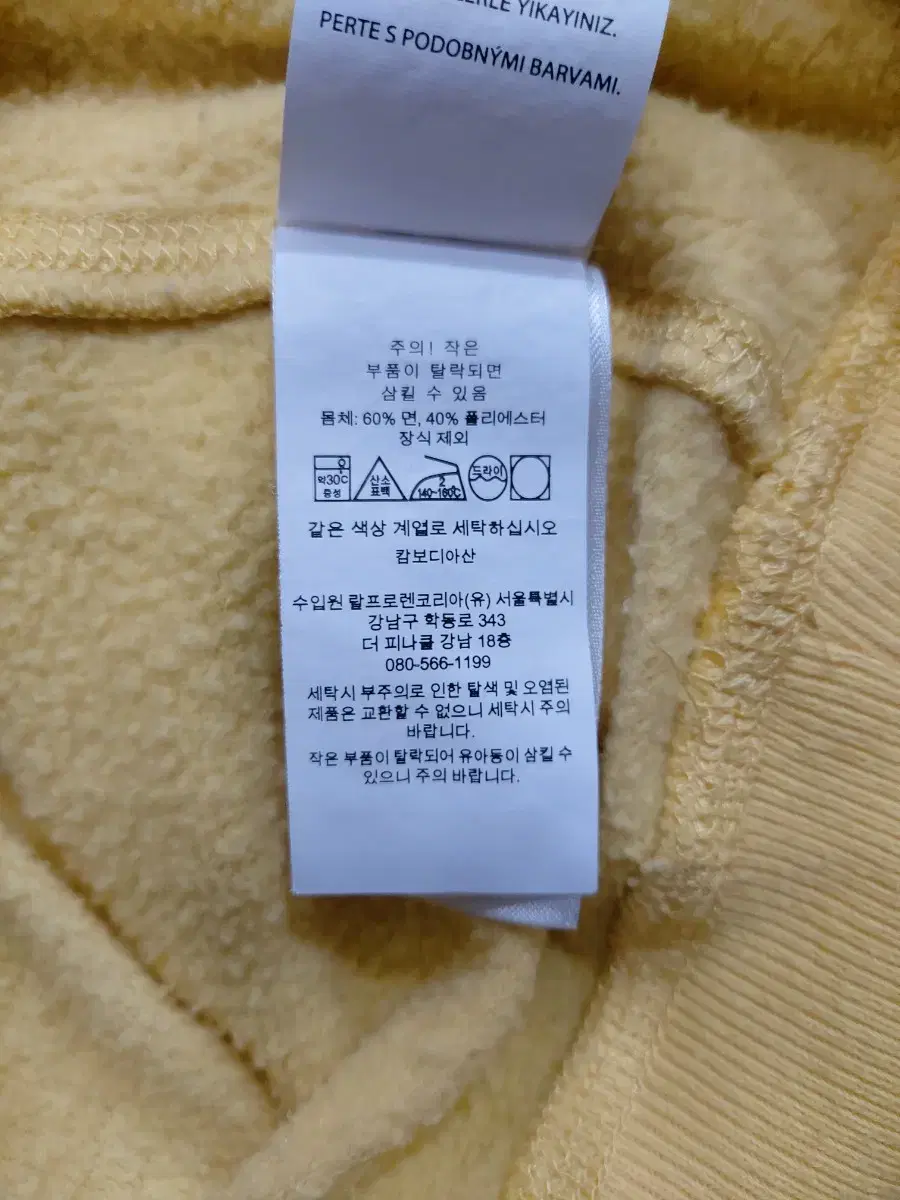 YIKAYINIZ.
PERTE S PODOBNÝMI BARVAMI.
주의! 작은
부품이 탈락되면
삼킬 수 있음
몸체: 60% 면, 40% 폴리에스터
장식 제외
약30℃ 중성
산소 표백
2 140~160℃
드라이
같은 색상 계열로 세탁하십시오
캄보디아산
수입원 랄프로렌코리아(유) 서울특별시
강남구 학동로 343
더 피나클 강남 18층
080-566-1199
세탁시 부주의로 인한 탈색 및 오염된
제품은 교환할 수 없으니 세탁시 주의
바랍니다.
작은 부품이 탈락되어 유아동이 삼킬 수
있으니 주의 바랍니다.